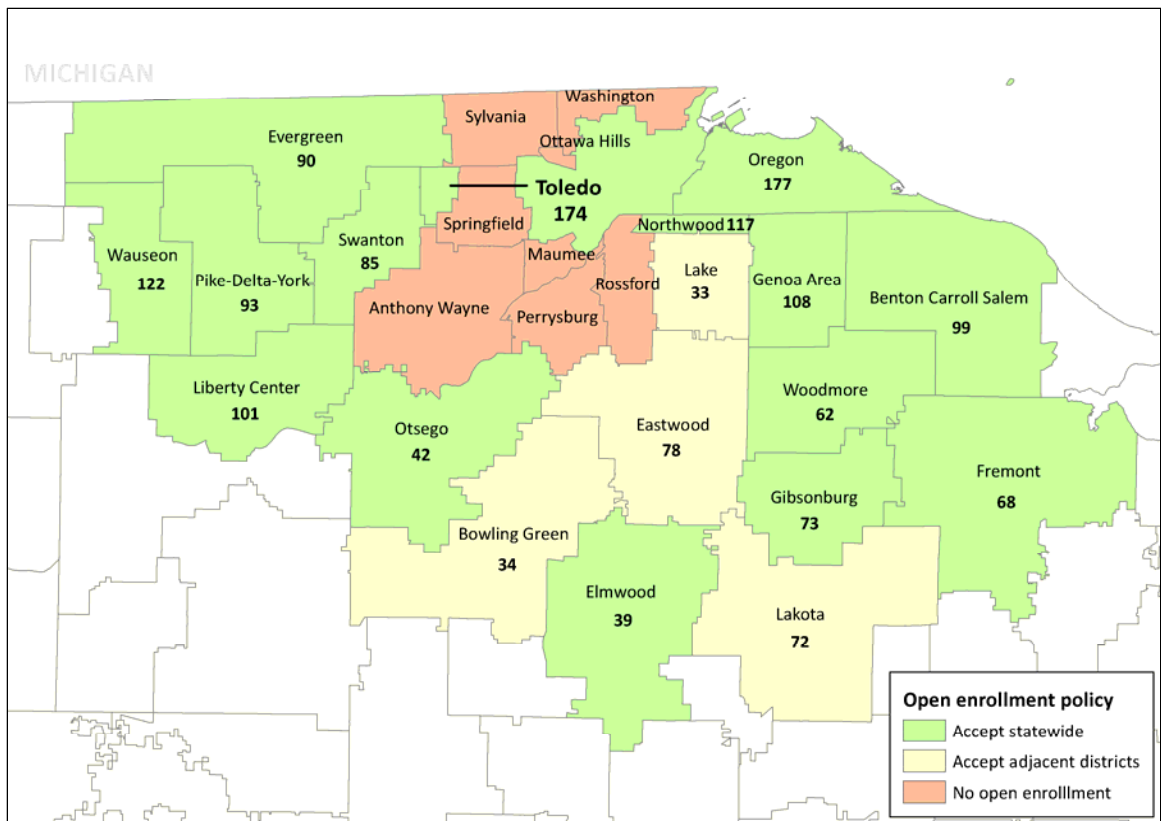 MICHIGAN
Washington
Sylvania
Evergreen
90
Ottawa Hills
Oregon
177
Toledo
174
Springfield
Northwood 117
Swanton
85
Maumee
Wauseon
122
Lake
33
Pike-Delta-York
93
Genoa Area
108
Rossford
Benton Carroll Salem
99
Anthony Wayne
Perrysburg
Liberty Center
101
Woodmore
62
Otsego
42
Eastwood
78
Fremont
68
Gibsonburg
73
Bowling Green
34
Elmwood
39
Lakota
72
Open enrollment policy
Accept statewide
Accept adjacent districts
No open enrolllment